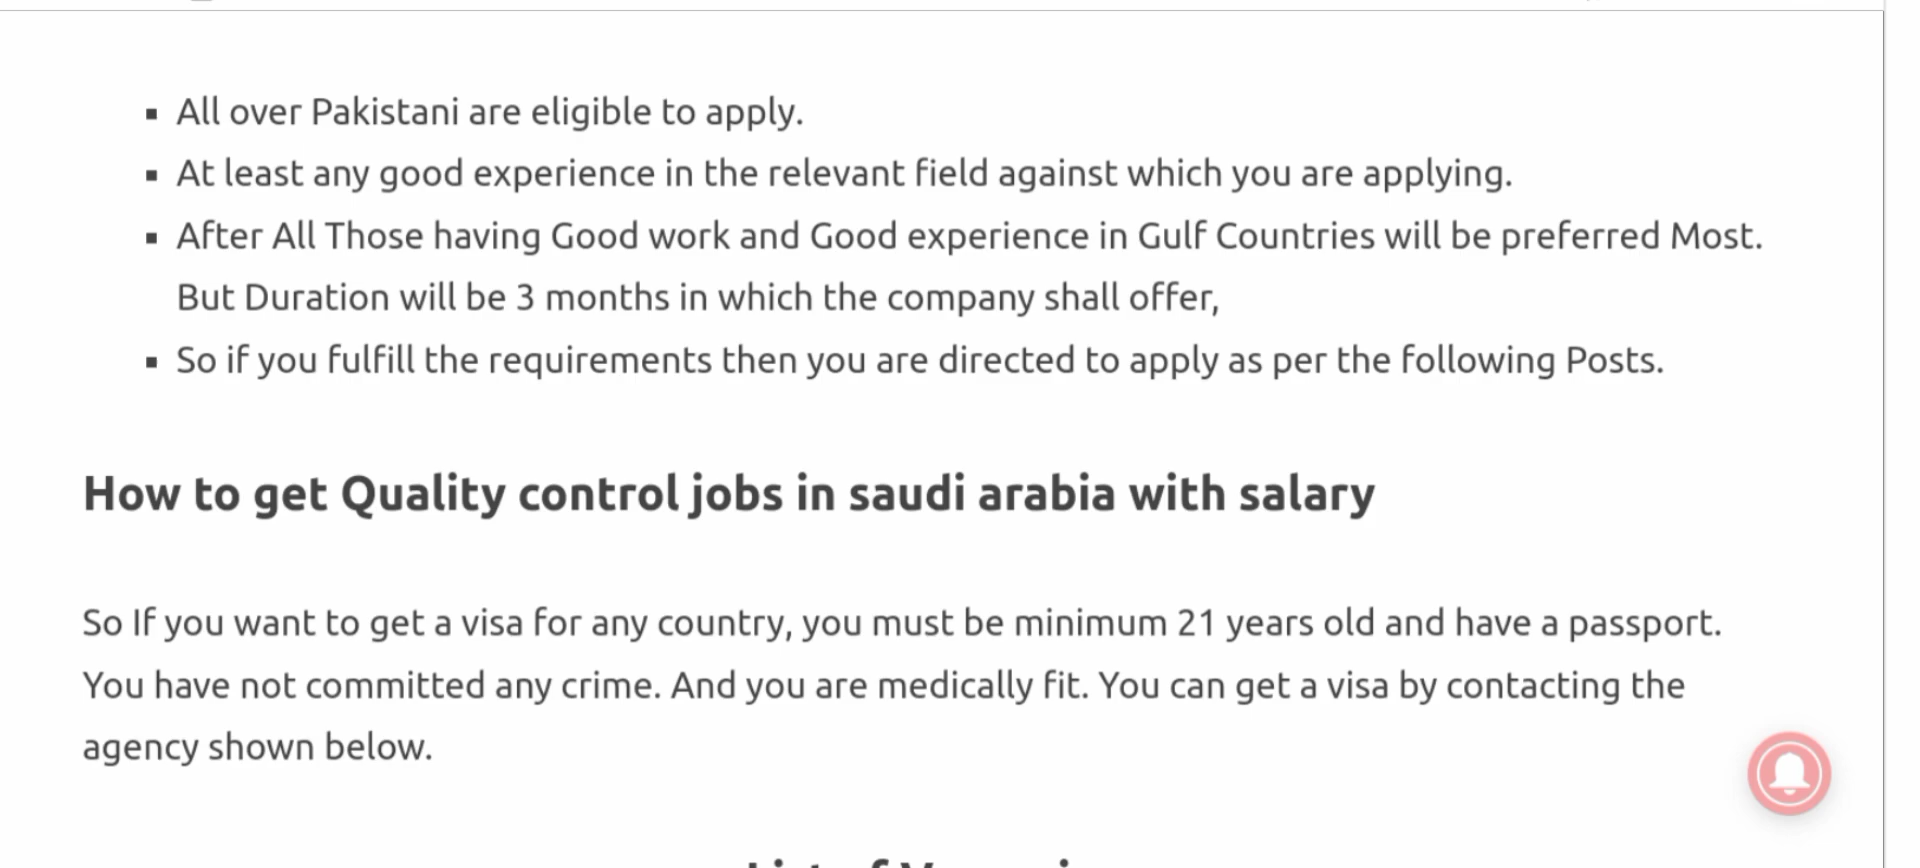 All over Pakistani are eligible to apply.
At least any good experience in the relevant field against which you are applying.
After All Those having Good work and Good experience in Gulf Countries will be preferred Most.
But Duration will be 3 months in which the company shall offer,
So if you fulfill the requirements then you are directed to apply as per the following Posts.
How to get Quality control jobs in saudi arabia with salary
So If you want to get a visa for any country, you must be minimum 21 years old and have a passport.
You have not committed any crime. And you are medically fit. You can get a visa by contacting the
agency shown below.